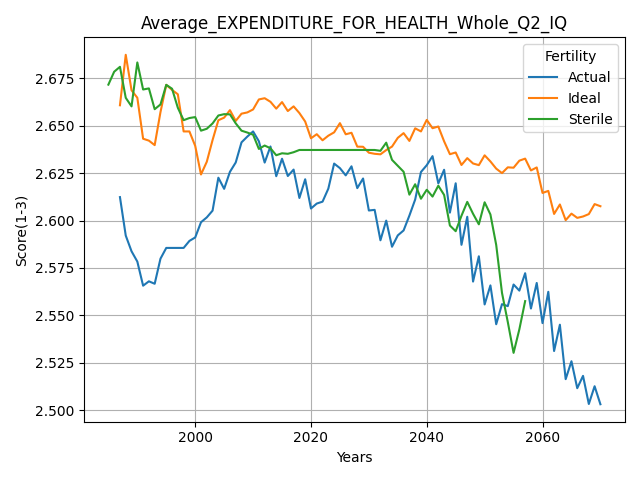 Average_EXPENDITURE_FOR_HEALTH_Whole_Q2_IQ
Fertility
Actual
Ideal
Sterile
Score(1-3)
2.675
2.650
2.625
2.600
2.575
2.550
2.525
2.500
2000
2020
2040
2060
Years